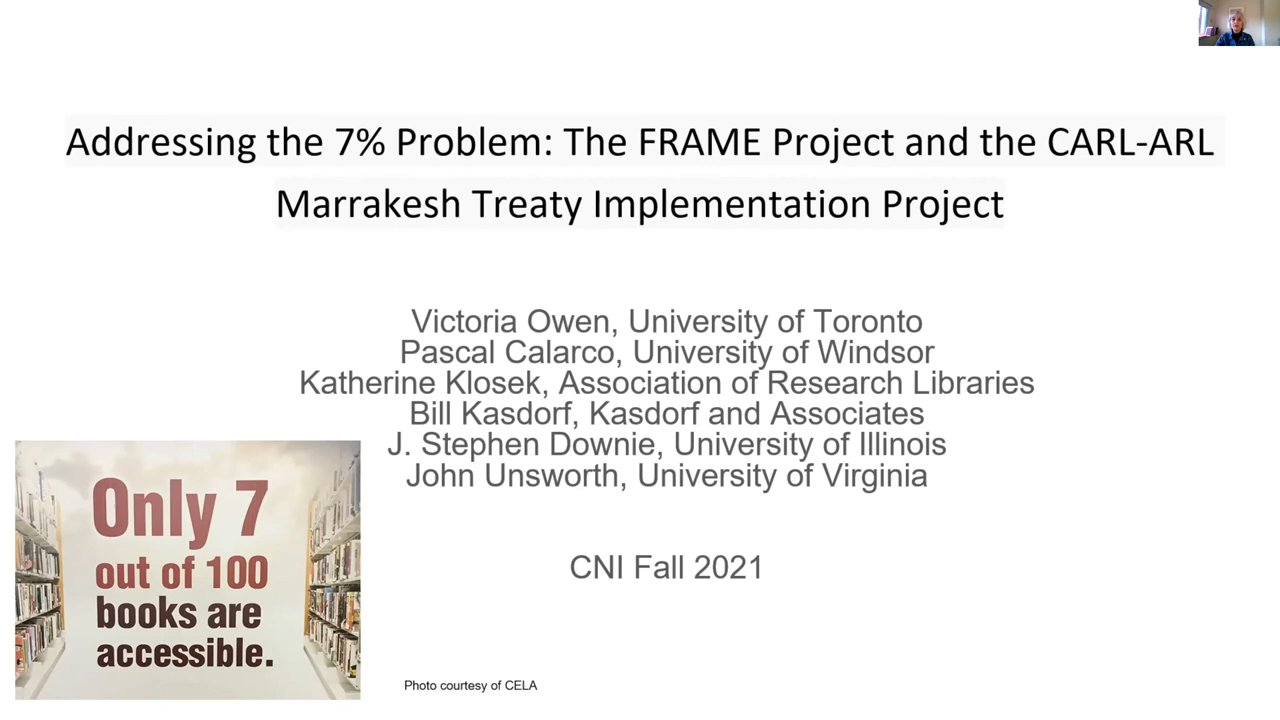 Addressing the 7% Problem: The FRAME Project and the CARL-ARL
Marrakesh Treaty Implementation Project
Victoria Owen, University of Toronto
Pascal Calarco, University of Windsor
Katherine Klosek, Association of Research Libraries
Bill Kasdorf, Kasdorf and Associates
J. Stephen Downie, University of Illinois
John Unsworth, University of Virginia
Only 7
out of 100
books are
accessible.
CNI Fall 2021
Photo courtesy of CELA